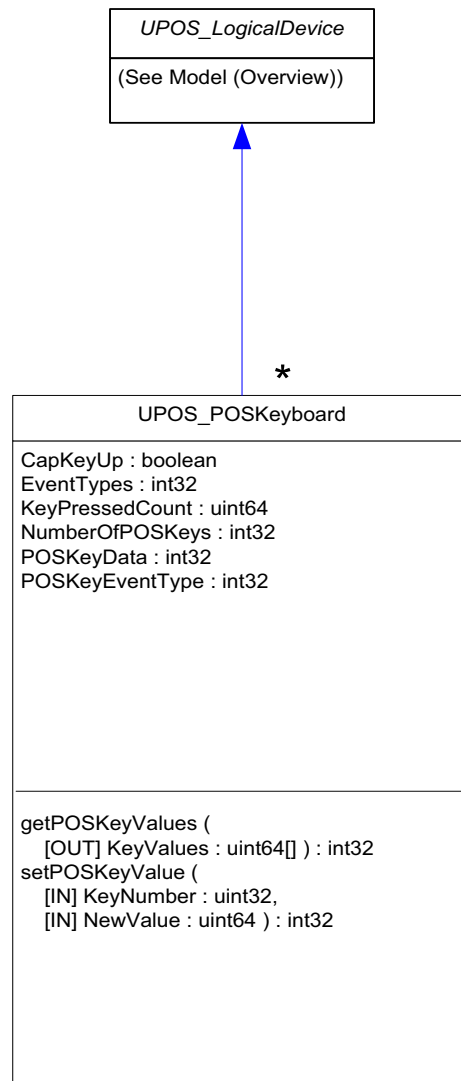 UPOS_LogicalDevice
(See Model (Overview))
*
UPOS_POSKeyboard
CapKeyUp : boolean
EventTypes : int32
KeyPressedCount : uint64
NumberOfPOSKeys : int32
POSKeyData : int32
POSKeyEventType : int32
getPOSKeyValues (
[OUT] KeyValues : uint64[] ) : int32
setPOSKeyValue (
[IN] KeyNumber : uint32,
[IN] NewValue : uint64 ) : int32